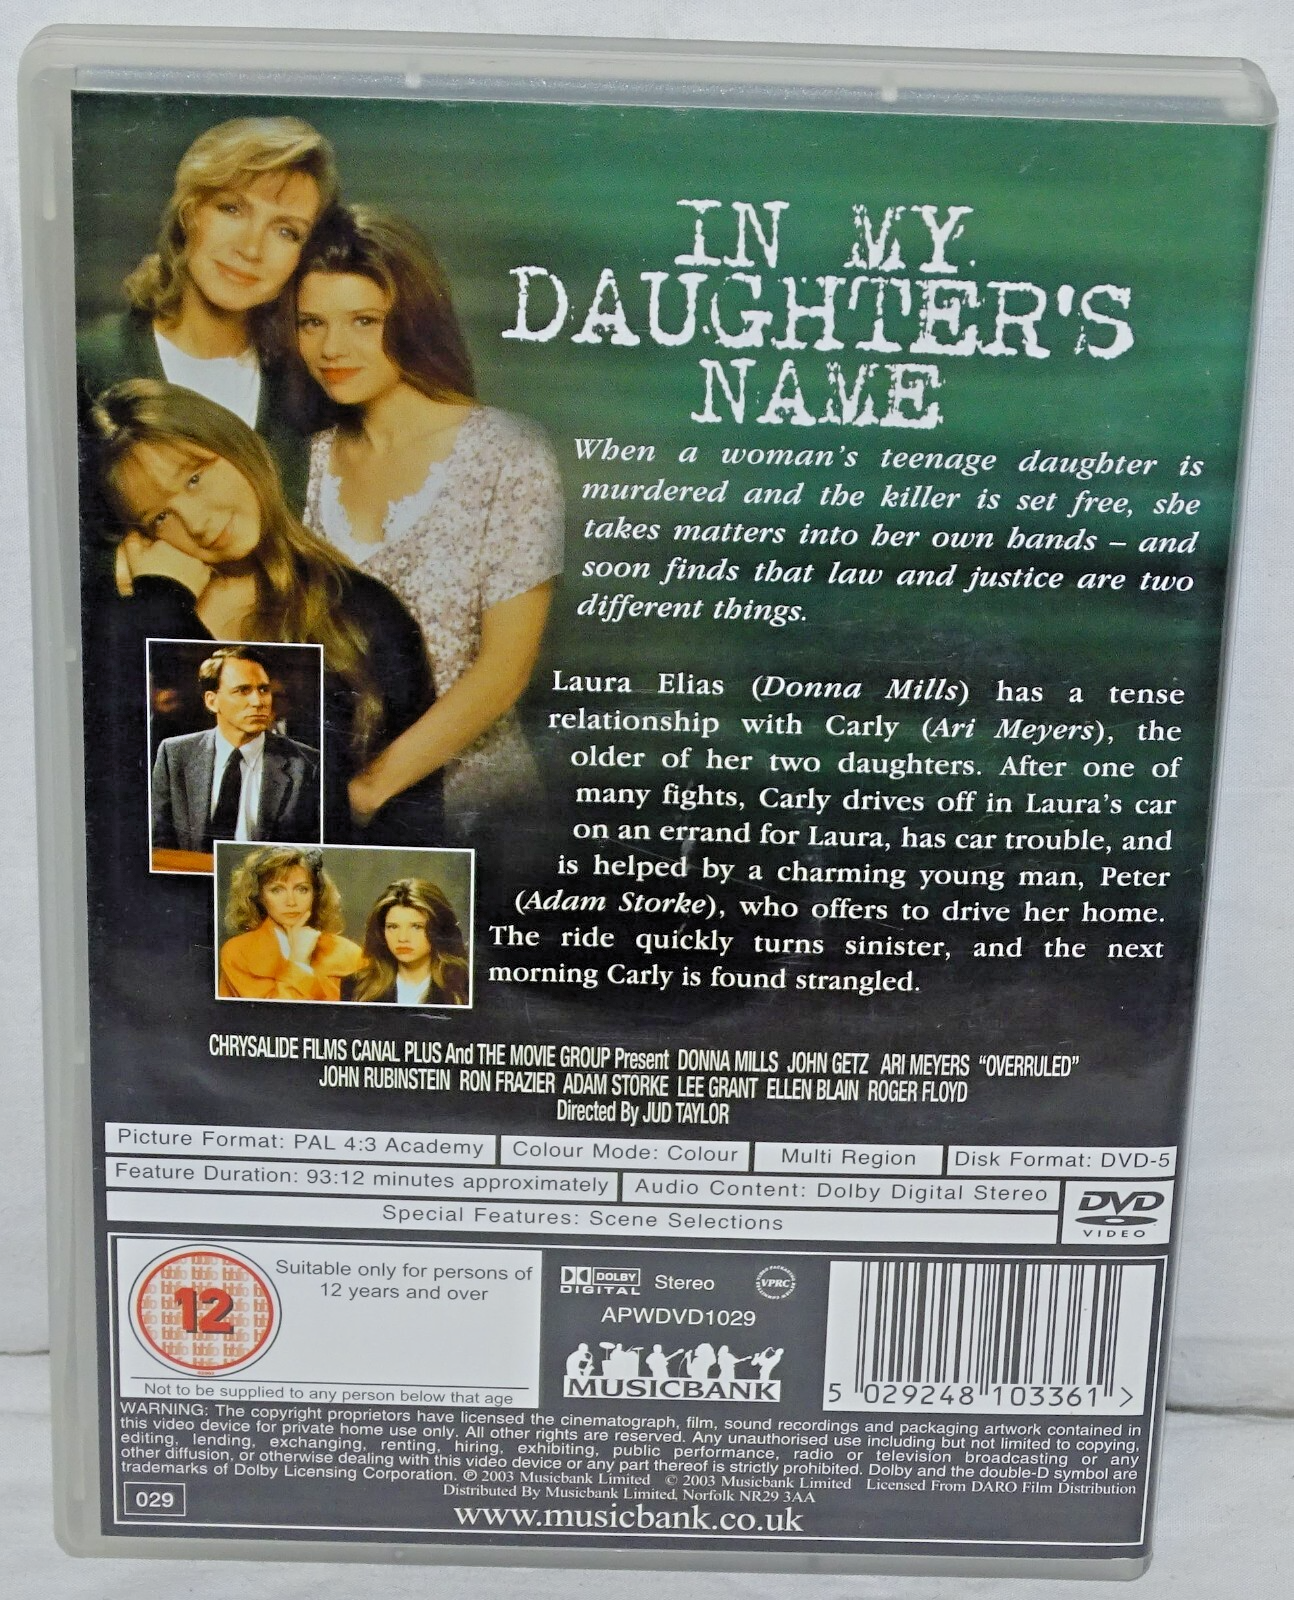 IN MY
DAUGHTER'S
NAME
When a woman's teenage daughter is
murdered and the killer is set free, she
takes matters into her own hands – and
soon finds that law and justice are two
different things.
Laura Elias (Donna Mills) has a tense
relationship with Carly (Ari Meyers), the
older of her two daughters. After one of
many fights, Carly drives off in Laura's car
on an errand for Laura, has car trouble, and
is helped by a charming young man, Peter
(Adam Storke), who offers to drive her home.
The ride quickly turns sinister, and the next
morning Carly is found strangled.
CHRYSALIDE FILMS CANAL PLUS And THE MOVIE GROUP Present DONNA MILLS JOHN GETZ ARI MEYERS "OVERRULED"
JOHN RUBINSTEIN RON FRAZIER ADAM STORKE LEE GRANT ELLEN BLAIN ROGER FLOYD
Directed By JUD TAYLOR
Picture Format: PAL 4:3 Academy Colour Mode: Colour Multi Region Disk Format: DVD-5
Feature Duration: 93:12 minutes approximately Audio Content: Dolby Digital Stereo
Special Features: Scene Selections
DVD
VIDEO
12
Suitable only for persons of
12 years and over
Not to be supplied to any person below that age
DOLBY
DIGITAL
Stereo
VPRC
APWDVD1029
MUSICBANK
5 029248 103361 >
WARNING: The copyright proprietors have licensed the cinematograph, film, sound recordings and packaging artwork contained in
this video device for private home use only. All other rights are reserved. Any unauthorised use including but not limited to copying,
editing, lending, exchanging, renting, hiring, exhibiting, public performance, radio or television broadcasting or any
other diffusion, or otherwise dealing with this video device or any part thereof is strictly prohibited. Dolby and the double-D symbol are
trademarks of Dolby Licensing Corporation. ℗ 2003 Musicbank Limited © 2003 Musicbank Limited Licensed From DARO Film Distribution
Distributed By Musicbank Limited, Norfolk NR29 3AA
029
www.musicbank.co.uk